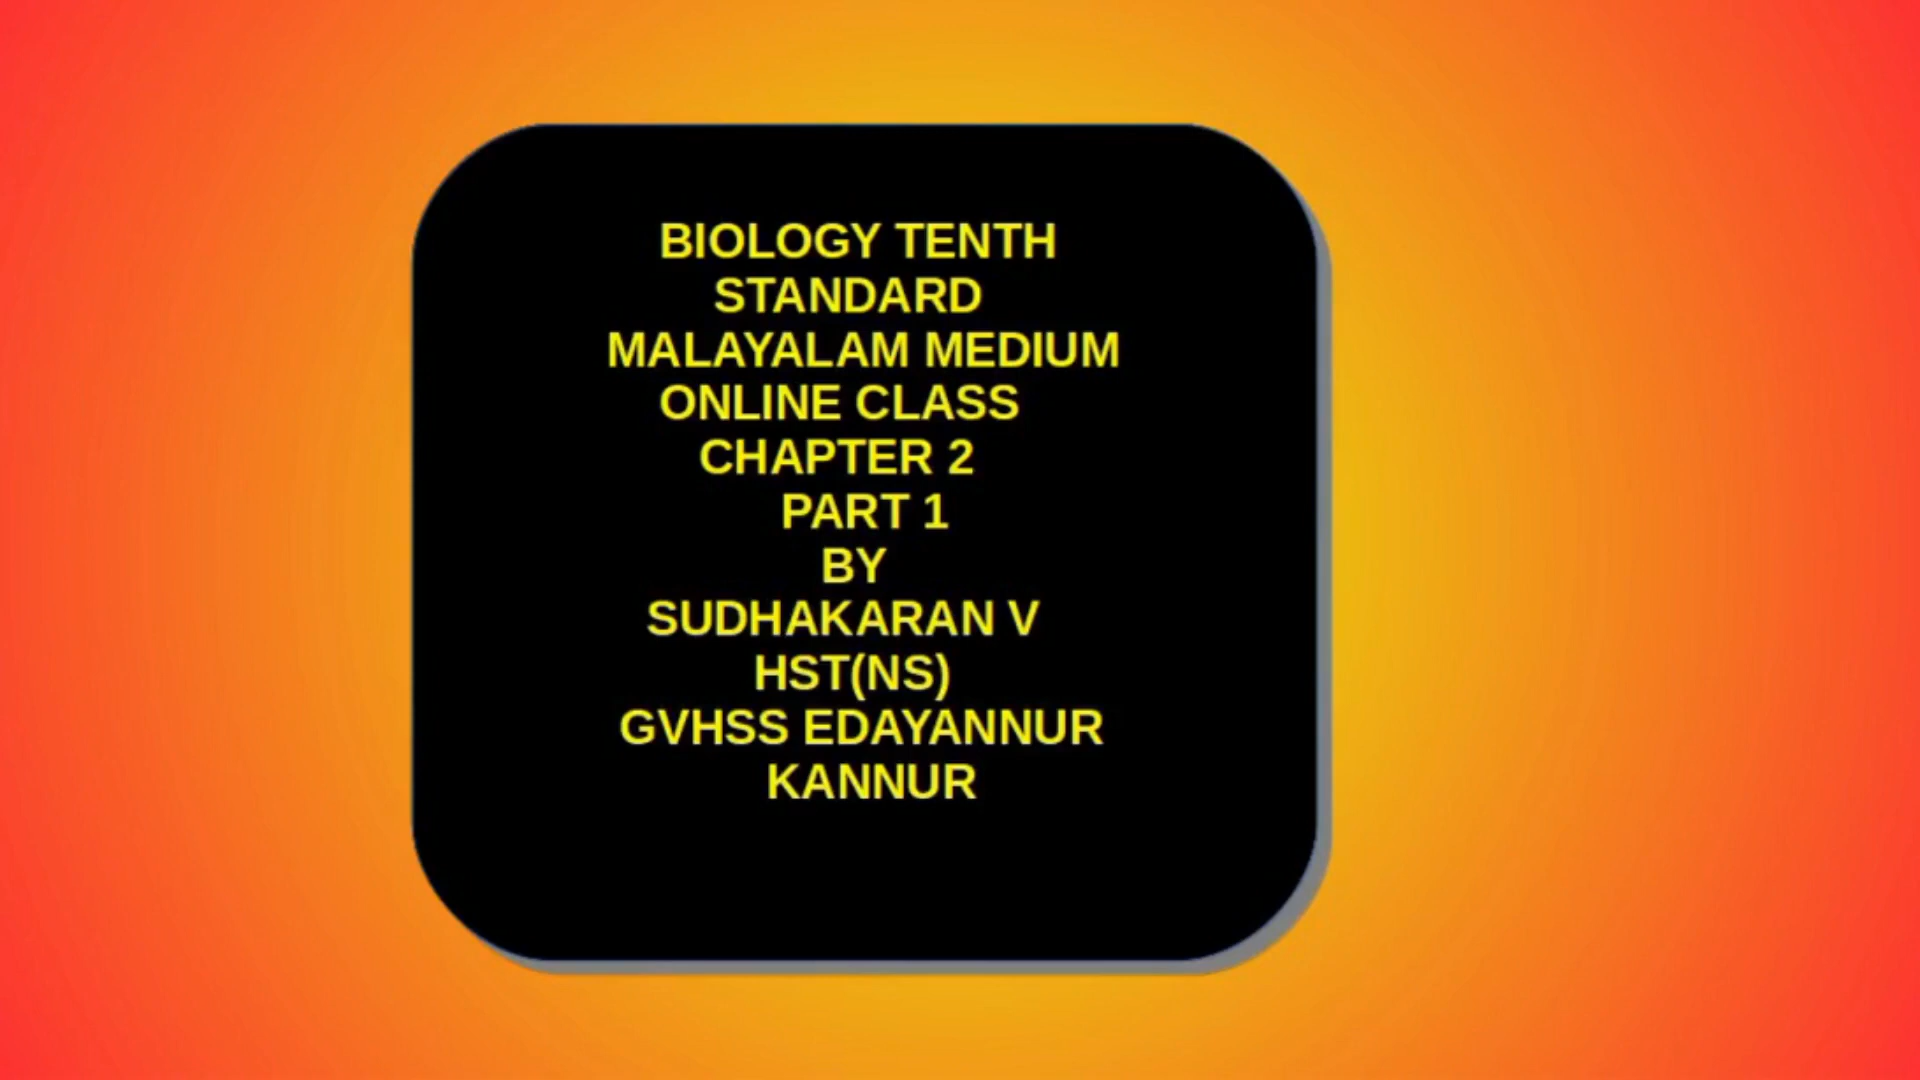 BIOLOGY TENTH
STANDARD
MALAYALAM MEDIUM
ONLINE CLASS
CHAPTER 2
PART 1
BY
SUDHAKARAN V
HST(NS)
GVHSS EDAYANNUR
KANNUR